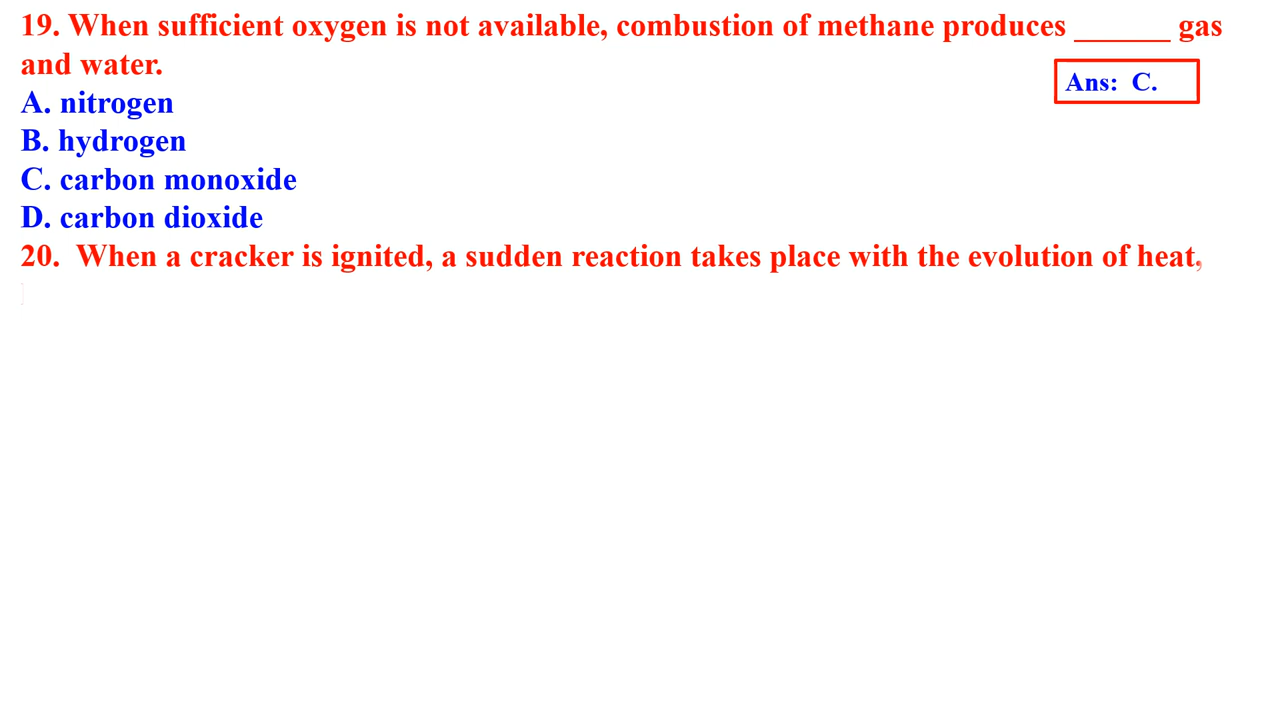 19. When sufficient oxygen is not available, combustion of methane produces ______ gas
and water.
Ans: C.
A. nitrogen
B. hydrogen
C. carbon monoxide
D. carbon dioxide
20. When a cracker is ignited, a sudden reaction takes place with the evolution of heat,